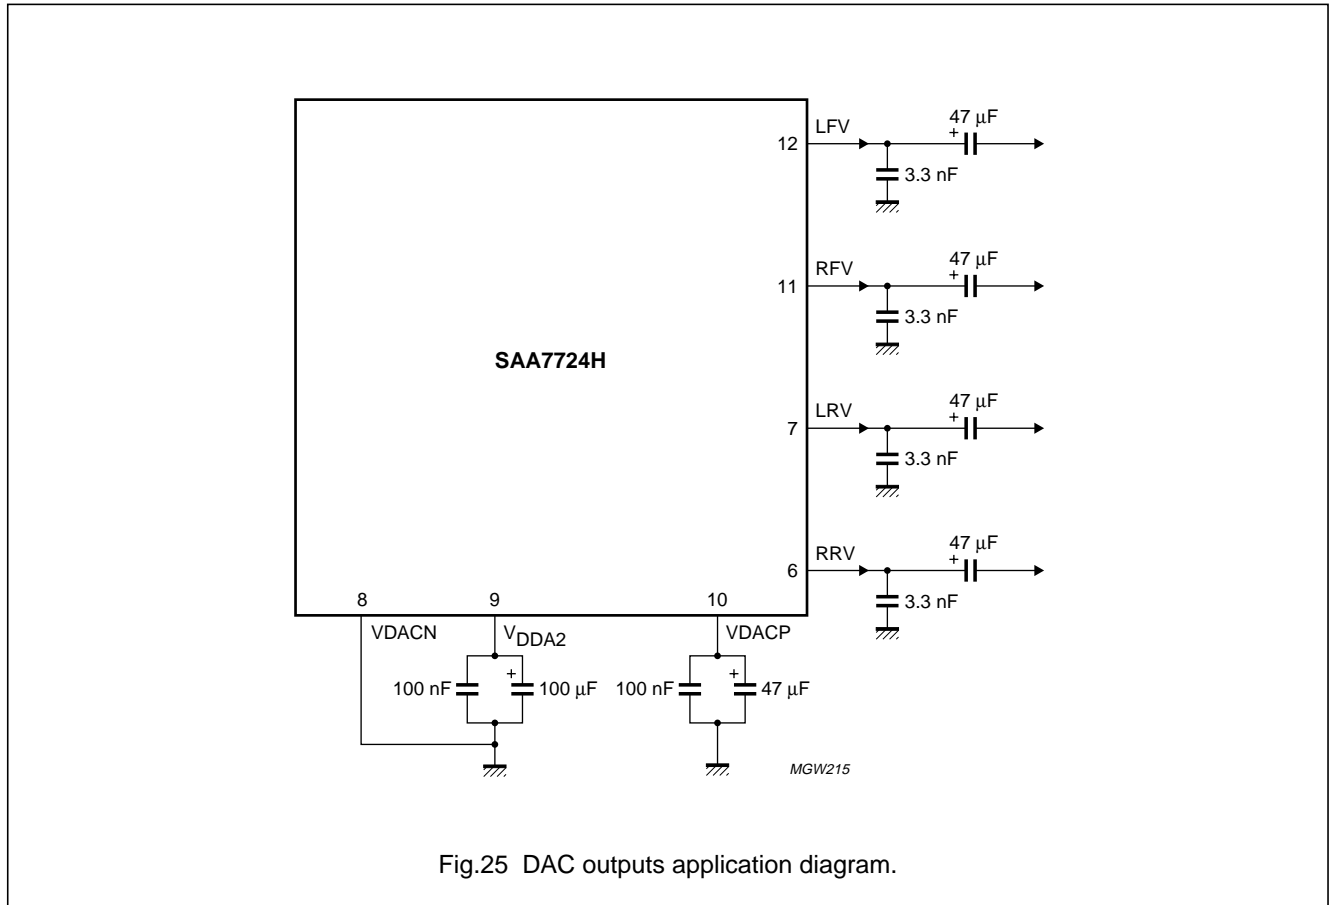 47 μF
LFV
+
12
3.3 nF
47 μF
RFV
+
11
3.3 nF
SAA7724H
47 μF
LRV
+
7
3.3 nF
47 μF
RRV
+
6
3.3 nF
8 9 10
VDACN VDDA2 VDACP
+ +
100 nF 100 μF 100 nF 47 μF
MGW215
Fig.25 DAC outputs application diagram.